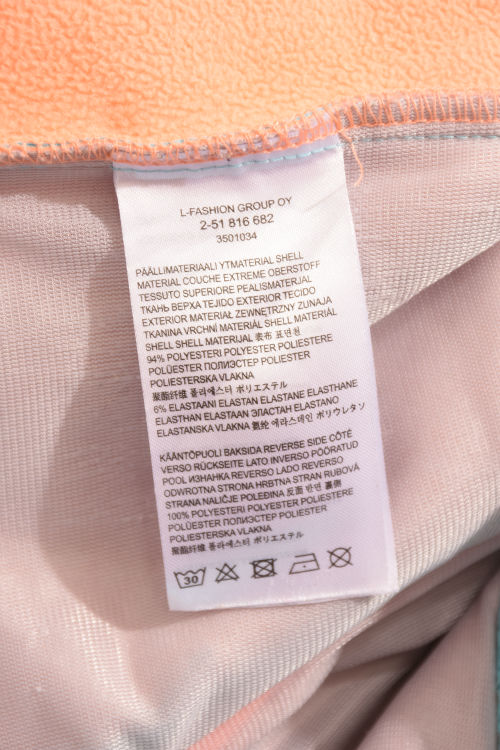 L-FASHION GROUP OY
2-51 816 682
3501034
PÄÄLLIMATERIAALI YTMATERIAL SHELL
MATERIAL COUCHE EXTREME OBERSTOFF
TESSUTO SUPERIORE PEALISMATERJAL
ТКАНЬ ВЕРХА TEJIDO EXTERIOR TECIDO
EXTERIOR MATERIAŁ ZEWNĘTRZNY ZUNAJA
TKANINA VRCHNÍ MATERIÁL SHELL MATERIÁL
SHELL SHELL MATERIJAL 表布 표면천
94% POLYESTERI POLYESTER POLIESTERE
POLÜESTER ПОЛИЭСТЕР POLIESTER
POLIESTERSKA VLAKNA
聚酯纤维 폴리에스터 ポリエステル
6% ELASTAANI ELASTAN ELASTANE ELASTHANE
ELASTHAN ELASTAAN ЭЛАСТАН ELASTANO
ELASTANSKA VLAKNA 氨纶 에라스데인 ポリウレタン
KÄÄNTÖPUOLI BAKSIDA REVERSE SIDE CÔTÉ
VERSO RÜCKSEITE LATO INVERSO PÖÖRATUD
POOL ИЗНАНКА REVERSO LADO REVERSO
ODWROTNA STRONA HRBTNA STRAN RUBOVÁ
STRANA NALIČJE POLEĐINA 反面 반면 裏側
100% POLYESTERI POLYESTER POLIESTERE
POLÜESTER ПОЛИЭСТЕР POLIESTER
POLIESTERSKA VLAKNA
聚酯纤维 폴리에스터 ポリエステル
30